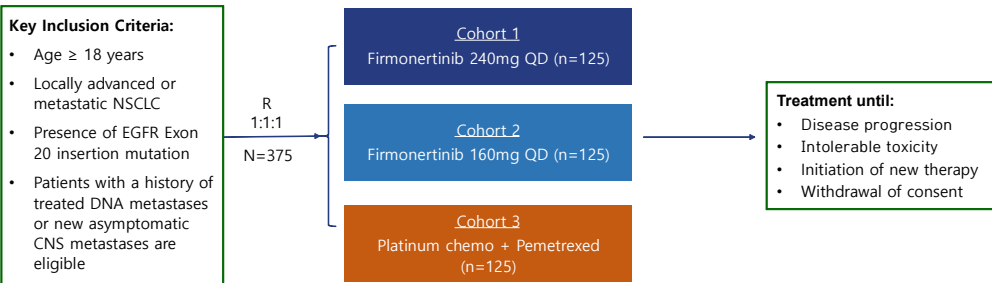 Key Inclusion Criteria:
• Age ≥ 18 years
• Locally advanced or
metastatic NSCLC
• Presence of EGFR Exon
20 insertion mutation
• Patients with a history of
treated DNA metastases
or new asymptomatic
CNS metastases are
eligible
R
1:1:1
N=375
Cohort 1
Firmonertinib 240mg QD (n=125)
Cohort 2
Firmonertinib 160mg QD (n=125)
Cohort 3
Platinum chemo + Pemetrexed
(n=125)
Treatment until:
• Disease progression
• Intolerable toxicity
• Initiation of new therapy
• Withdrawal of consent